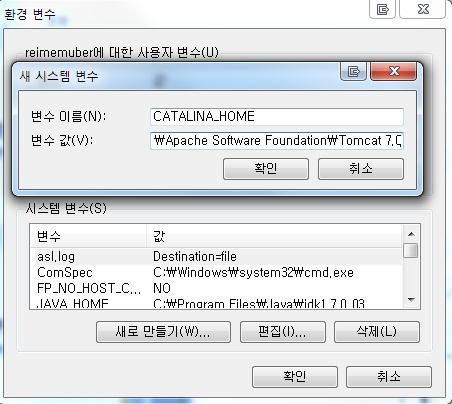 환경 변수
reimemuber에 대한 사용자 변수(U)
새 시스템 변수
변수 이름(N): CATALINA_HOME
변수 값(V): ₩Apache Software Foundation₩Tomcat 7.0
확인 취소
시스템 변수(S)
변수 값
asl.log Destination=file
ComSpec C:₩Windows₩system32₩cmd.exe
FP_NO_HOST_C... NO
JAVA_HOME C:₩Program Files₩Java₩jdk1.7.0_03
새로 만들기(W)... 편집(I)... 삭제(L)
확인 취소